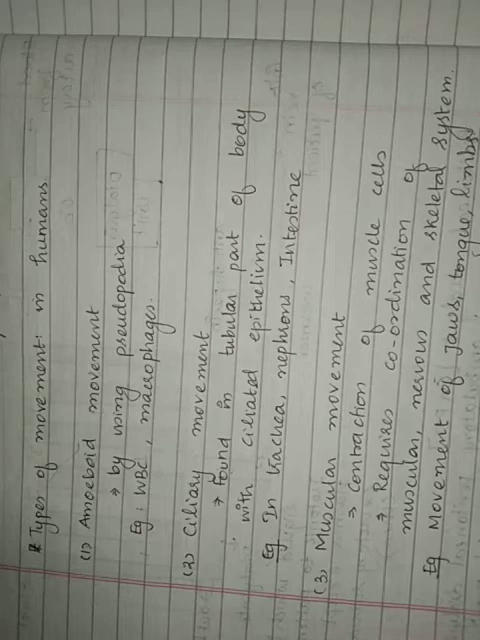 * Types of movement in humans
(1) Amoeboid movement
→ by using pseudopodia
Eg: WBC, macrophages.
(2) Ciliary movement
→ Found in tubular part of body
with ciliated epithelium.
Eg In trachea, nephrons, Intestine
(3) Muscular movement
⇒ Contraction of muscle cells
→ Requires co-ordination of
muscular, nervous and skeletal system.
Eg Movement of Jaws, tongue, limbs